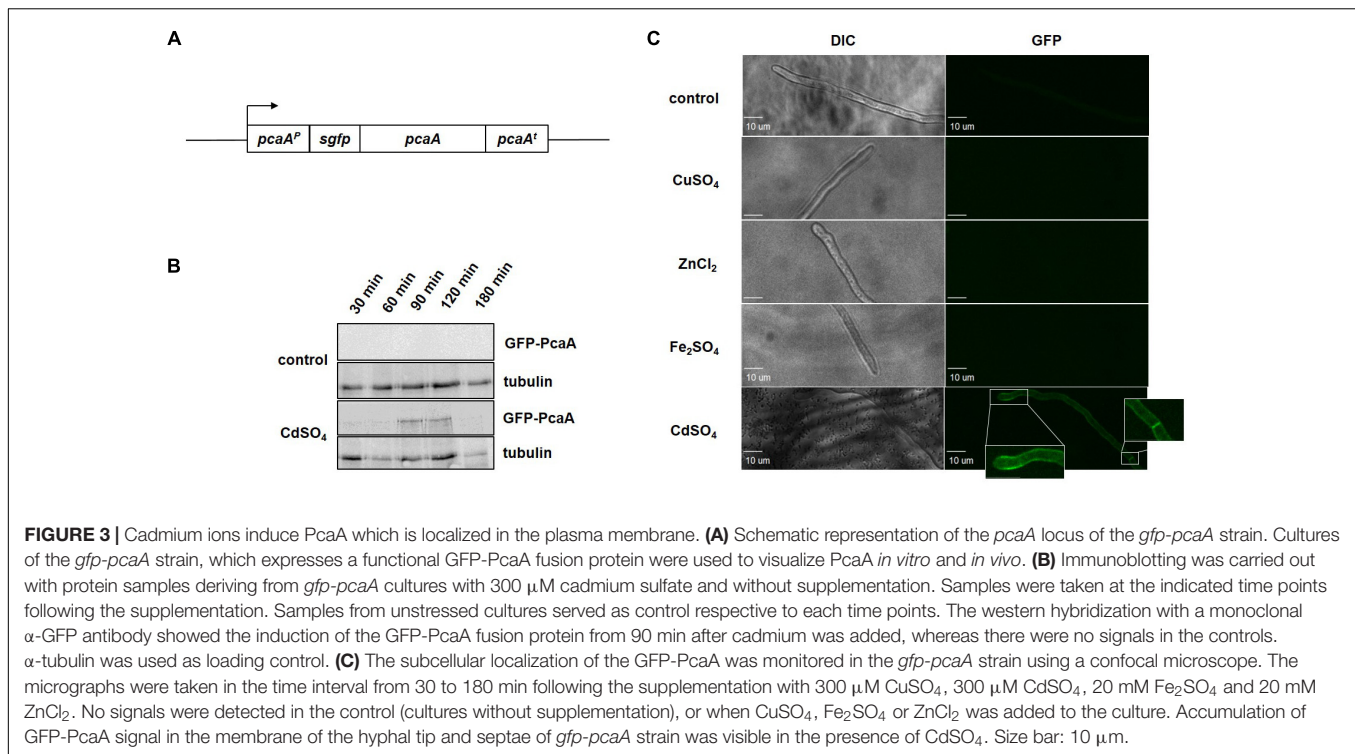 A
pcaAᴾ sgfp pcaA pcaAᵗ
B
30 min 60 min 90 min 120 min 180 min
control
GFP-PcaA
tubulin
CdSO₄
GFP-PcaA
tubulin
C
DIC GFP
control
10 um 10 um
CuSO₄
10 um 10 um
ZnCl₂
10 um 10 um
Fe₂SO₄
10 um 10 um
CdSO₄
10 um 10 um
FIGURE 3 | Cadmium ions induce PcaA which is localized in the plasma membrane. (A) Schematic representation of the pcaA locus of the gfp-pcaA strain. Cultures
of the gfp-pcaA strain, which expresses a functional GFP-PcaA fusion protein were used to visualize PcaA in vitro and in vivo. (B) Immunoblotting was carried out
with protein samples deriving from gfp-pcaA cultures with 300 μM cadmium sulfate and without supplementation. Samples were taken at the indicated time points
following the supplementation. Samples from unstressed cultures served as control respective to each time points. The western hybridization with a monoclonal
α-GFP antibody showed the induction of the GFP-PcaA fusion protein from 90 min after cadmium was added, whereas there were no signals in the controls.
α-tubulin was used as loading control. (C) The subcellular localization of the GFP-PcaA was monitored in the gfp-pcaA strain using a confocal microscope. The
micrographs were taken in the time interval from 30 to 180 min following the supplementation with 300 μM CuSO₄, 300 μM CdSO₄, 20 mM Fe₂SO₄ and 20 mM
ZnCl₂. No signals were detected in the control (cultures without supplementation), or when CuSO₄, Fe₂SO₄ or ZnCl₂ was added to the culture. Accumulation of
GFP-PcaA signal in the membrane of the hyphal tip and septae of gfp-pcaA strain was visible in the presence of CdSO₄. Size bar: 10 μm.